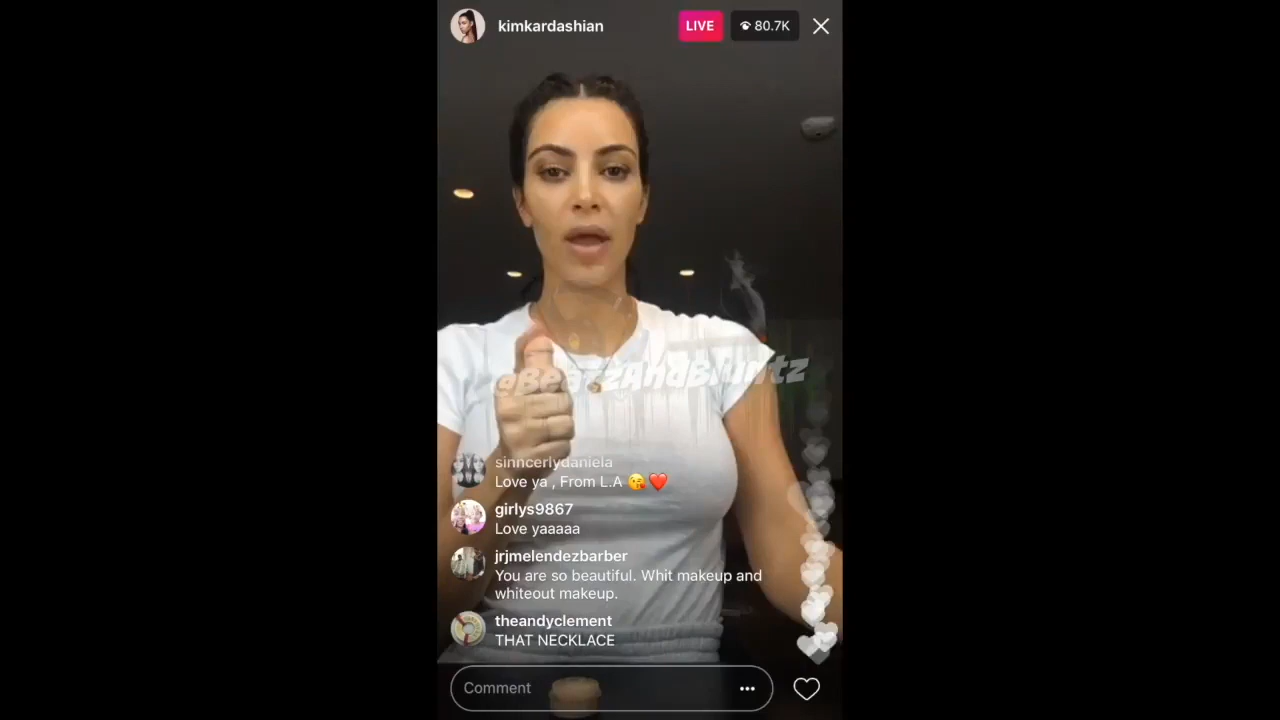 kimkardashian
LIVE
80.7K
@BeatzAndBluntz
sinncerlydaniela
Love ya , From L.A 😘❤️
girlys9867
Love yaaaaa
jrjmelendezbarber
You are so beautiful. Whit makeup and
whiteout makeup.
theandyclement
THAT NECKLACE
Comment